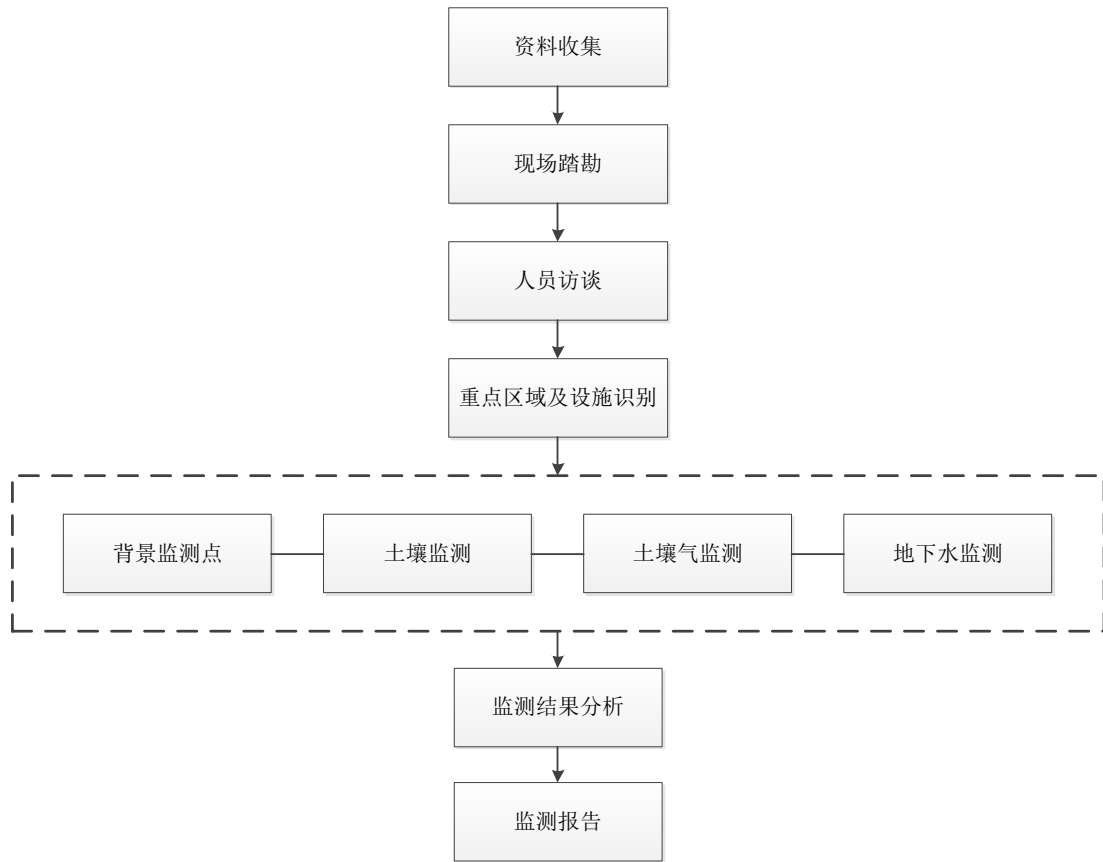 资料收集
现场踏勘
人员访谈
重点区域及设施识别
背景监测点
土壤监测
土壤气监测
地下水监测
监测结果分析
监测报告